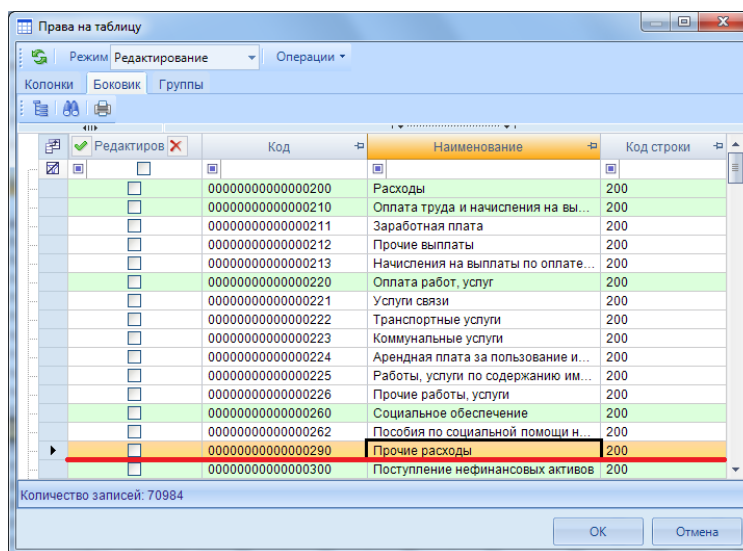 Права на таблицу
Режим Редактирование Операции
Колонки Боковик Группы
Редактиров Код Наименование Код строки
00000000000000200 Расходы 200
00000000000000210 Оплата труда и начисления на вы... 200
00000000000000211 Заработная плата 200
00000000000000212 Прочие выплаты 200
00000000000000213 Начисления на выплаты по оплате... 200
00000000000000220 Оплата работ, услуг 200
00000000000000221 Услуги связи 200
00000000000000222 Транспортные услуги 200
00000000000000223 Коммунальные услуги 200
00000000000000224 Арендная плата за пользование и... 200
00000000000000225 Работы, услуги по содержанию им... 200
00000000000000226 Прочие работы, услуги 200
00000000000000260 Социальное обеспечение 200
00000000000000262 Пособия по социальной помощи н... 200
00000000000000290 Прочие расходы 200
00000000000000300 Поступление нефинансовых активов 200
Количество записей: 70984
OK Отмена